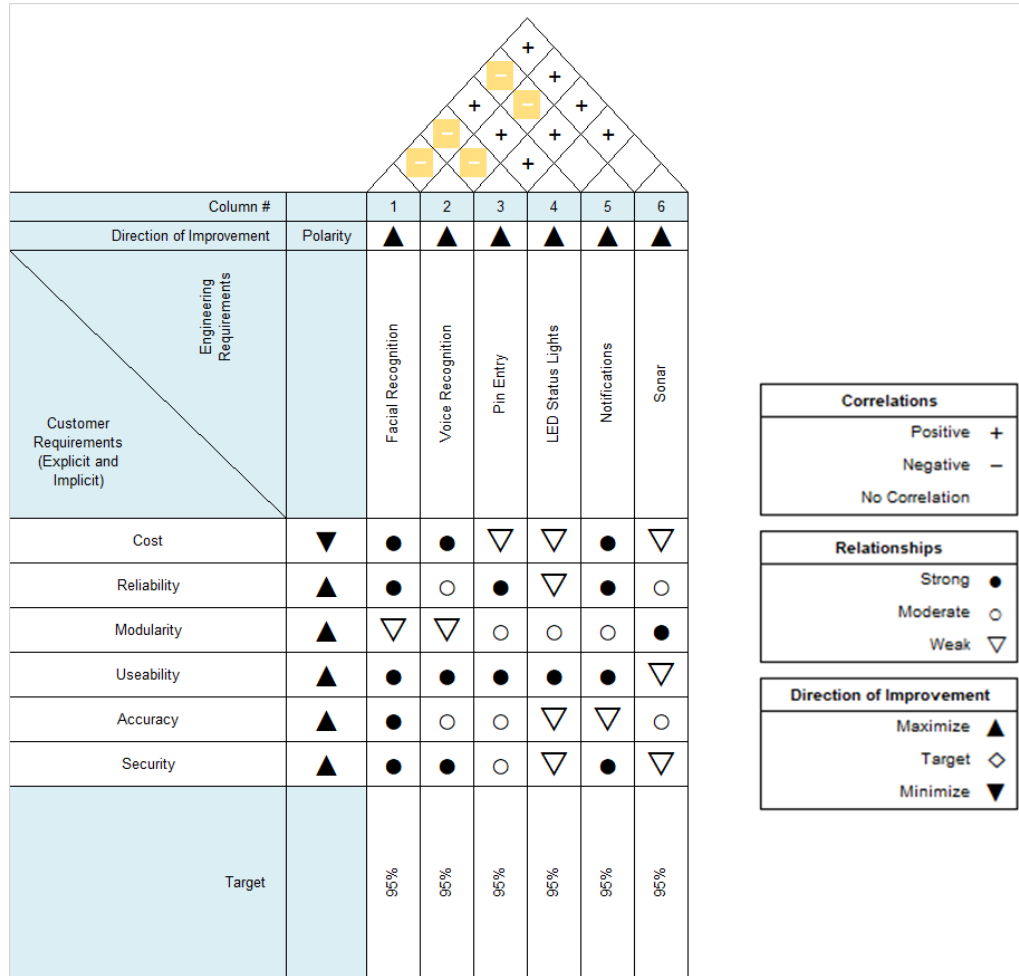 +
− +
+ − +
− + + +
− − +
Column # 1 2 3 4 5 6
Direction of Improvement Polarity ▲ ▲ ▲ ▲ ▲ ▲
Engineering
Requirements
Customer
Requirements
(Explicit and
Implicit)
Facial Recognition
Voice Recognition
Pin Entry
LED Status Lights
Notifications
Sonar
Cost ▼ ● ● ▽ ▽ ● ▽
Reliability ▲ ● ○ ● ▽ ● ○
Modularity ▲ ▽ ▽ ○ ○ ○ ●
Useability ▲ ● ● ● ● ● ▽
Accuracy ▲ ● ○ ○ ▽ ▽ ○
Security ▲ ● ● ○ ▽ ● ▽
Target 95% 95% 95% 95% 95% 95%
Correlations
Positive +
Negative −
No Correlation
Relationships
Strong ●
Moderate ○
Weak ▽
Direction of Improvement
Maximize ▲
Target ◇
Minimize ▼